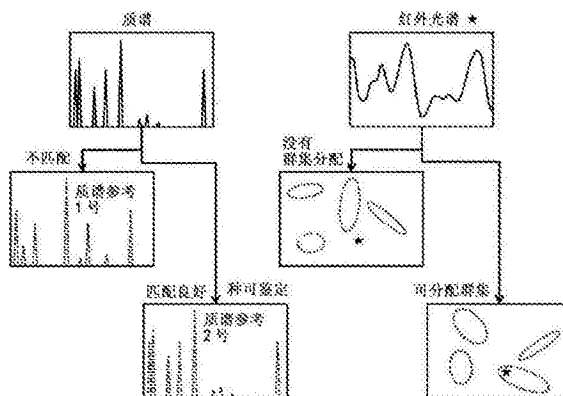 质谱
红外光谱 ★
不匹配
没有
群集分配
质谱参考
1 号
匹配良好
种可鉴定
可分配群集
质谱参考
2 号